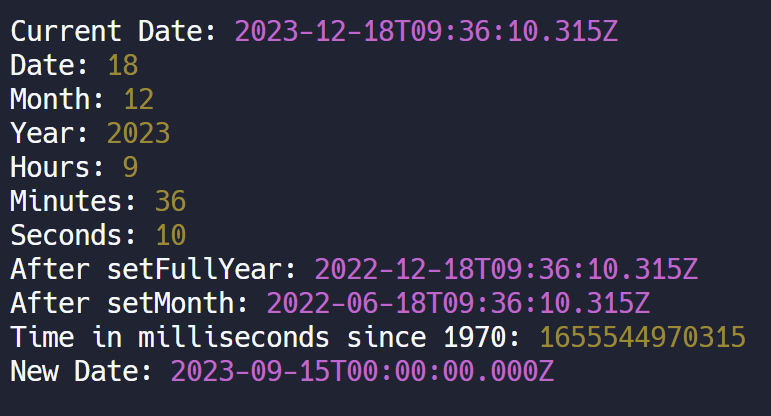 Current Date: 2023-12-18T09:36:10.315Z
Date: 18
Month: 12
Year: 2023
Hours: 9
Minutes: 36
Seconds: 10
After setFullYear: 2022-12-18T09:36:10.315Z
After setMonth: 2022-06-18T09:36:10.315Z
Time in milliseconds since 1970: 1655544970315
New Date: 2023-09-15T00:00:00.000Z